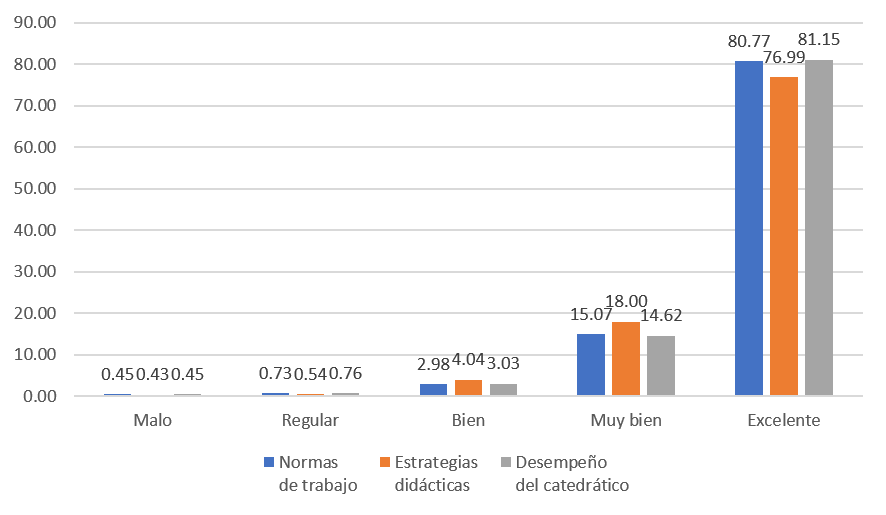 90.00
80.00
70.00
60.00
50.00
40.00
30.00
20.00
10.00
0.00
0.45 0.43 0.45
0.73 0.54 0.76
2.98 4.04 3.03
15.07 18.00 14.62
80.77 76.99 81.15
Malo Regular Bien Muy bien Excelente
Normas de trabajo
Estrategias didácticas
Desempeño del catedrático